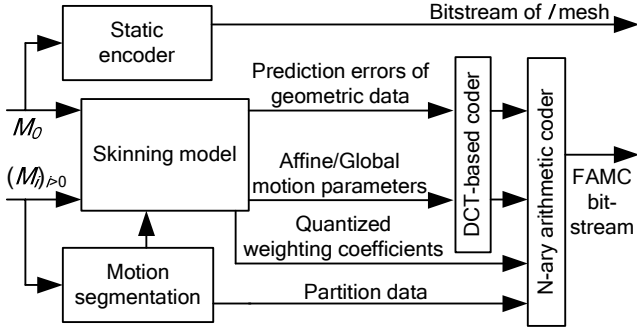 Bitstream of I mesh
Static
encoder
Prediction errors of
geometric data
M0
Skinning model
(Mi)i>0
Affine/Global
motion parameters
DCT-based coder
N-ary arithmetic coder
FAMC
bit-
stream
Quantized
weighting coefficients
Motion
segmentation
Partition data